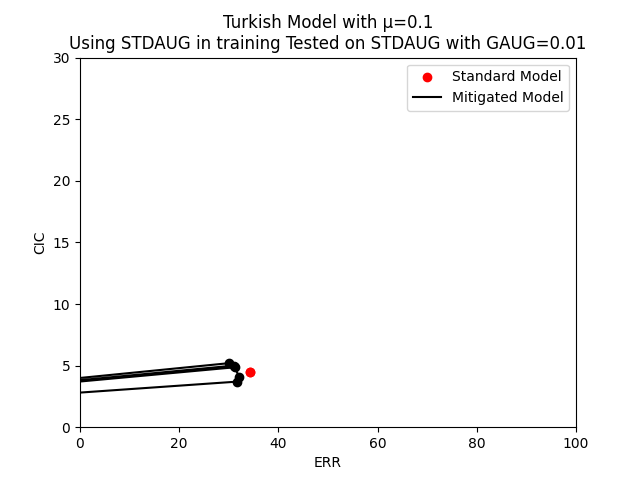 Turkish Model with μ=0.1
Using STDAUG in training Tested on STDAUG with GAUG=0.01
Standard Model
Mitigated Model
30
25
20
15
10
5
0
CIC
0 20 40 60 80 100
ERR